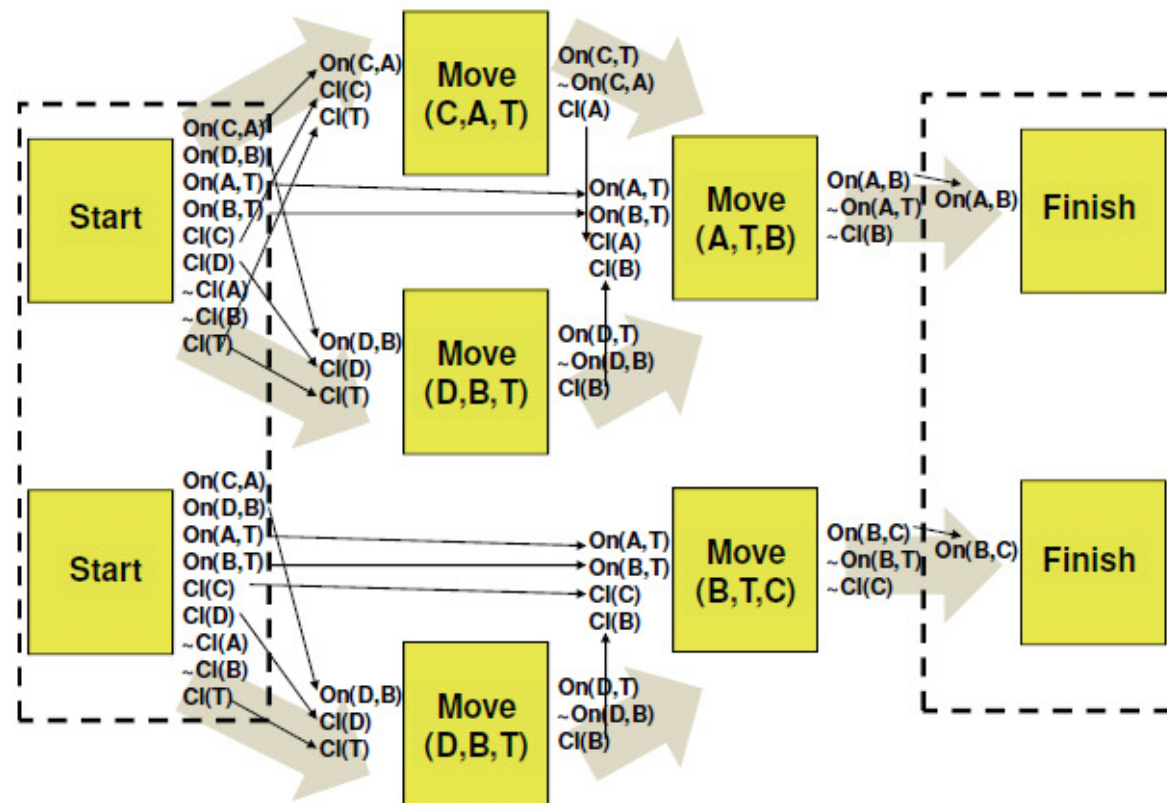 Start
On(C,A)
On(D,B)
On(A,T)
On(B,T)
Cl(C)
Cl(D)
~Cl(A)
~Cl(B)
Cl(T)
On(C,A)
Cl(C)
Cl(T)
Move
(C,A,T)
On(C,T)
~On(C,A)
Cl(A)
On(D,B)
Cl(D)
Cl(T)
Move
(D,B,T)
On(D,T)
~On(D,B)
Cl(B)
On(A,T)
On(B,T)
Cl(A)
Cl(B)
Move
(A,T,B)
On(A,B)
~On(A,T)
~Cl(B)
On(A,B)
Finish
Start
On(C,A)
On(D,B)
On(A,T)
On(B,T)
Cl(C)
Cl(D)
~Cl(A)
~Cl(B)
Cl(T)
On(D,B)
Cl(D)
Cl(T)
Move
(D,B,T)
On(D,T)
~On(D,B)
Cl(B)
On(A,T)
On(B,T)
Cl(C)
Cl(B)
Move
(B,T,C)
On(B,C)
~On(B,T)
~Cl(C)
On(B,C)
Finish